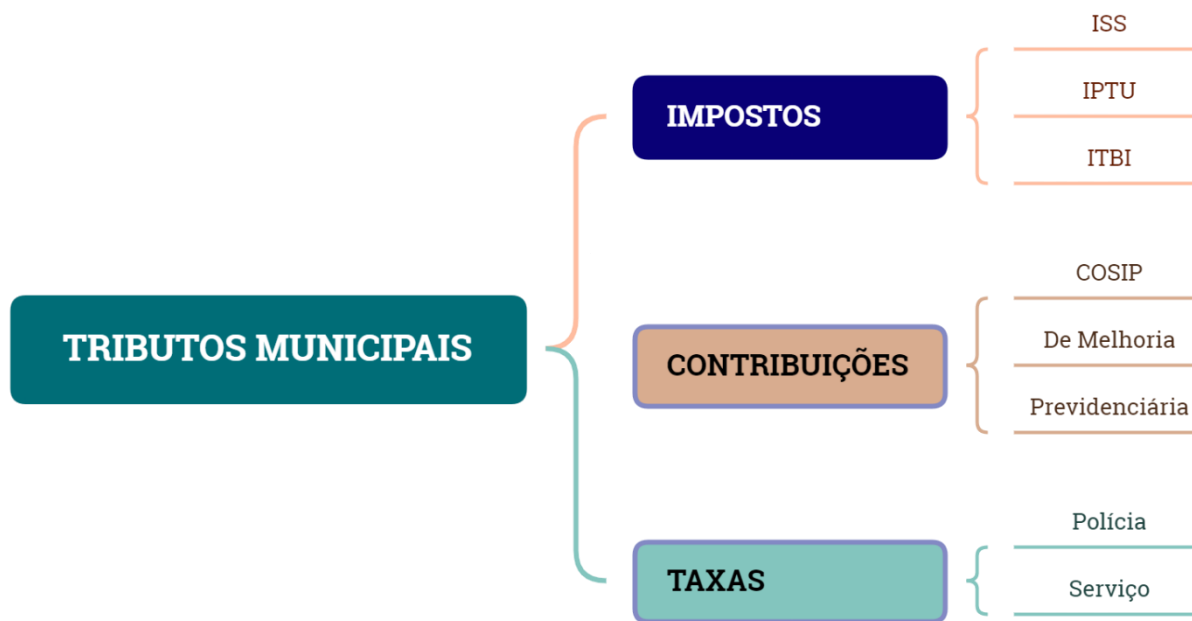 TRIBUTOS MUNICIPAIS
IMPOSTOS
ISS
IPTU
ITBI
CONTRIBUIÇÕES
COSIP
De Melhoria
Previdenciária
TAXAS
Polícia
Serviço